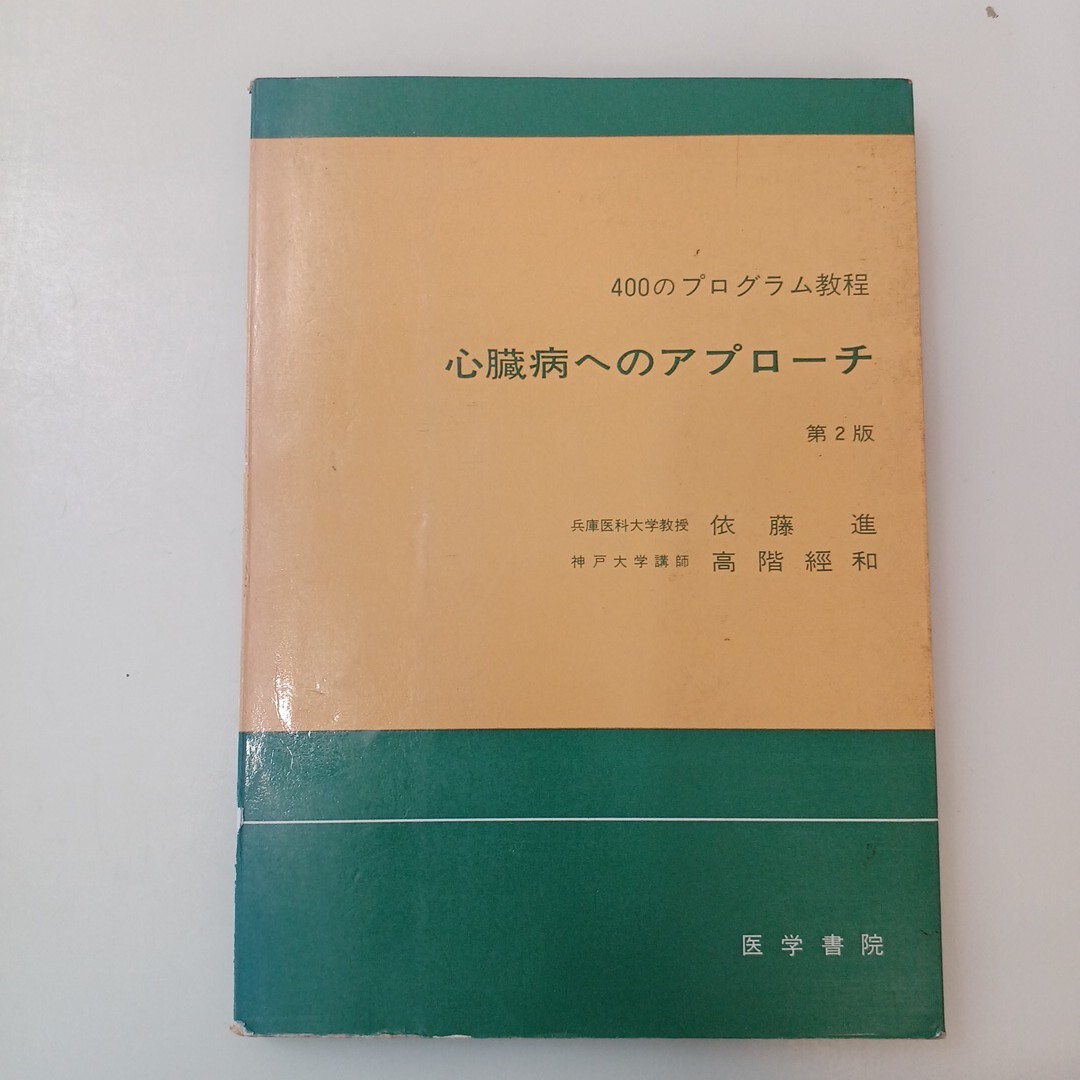 400のプログラム教程
心臓病へのアプローチ
第2版
兵庫医科大学教授 依藤 進
神戸大学講師 高階經和
医学書院